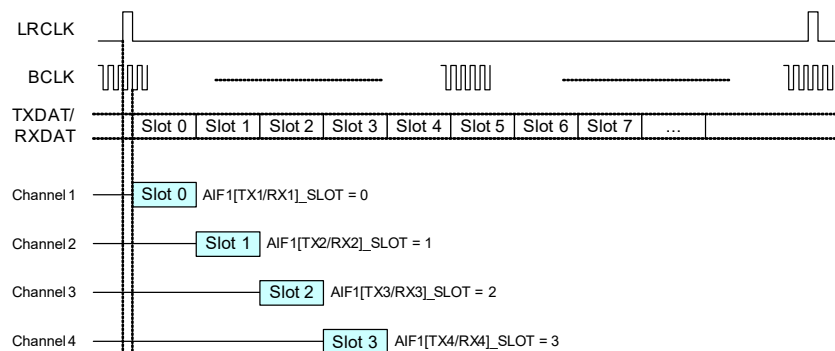 LRCLK
BCLK
TXDAT/
RXDAT
Slot 0 Slot 1 Slot 2 Slot 3 Slot 4 Slot 5 Slot 6 Slot 7 ...
Channel 1 Slot 0 AIF1[TX1/RX1]_SLOT = 0
Channel 2 Slot 1 AIF1[TX2/RX2]_SLOT = 1
Channel 3 Slot 2 AIF1[TX3/RX3]_SLOT = 2
Channel 4 Slot 3 AIF1[TX4/RX4]_SLOT = 3